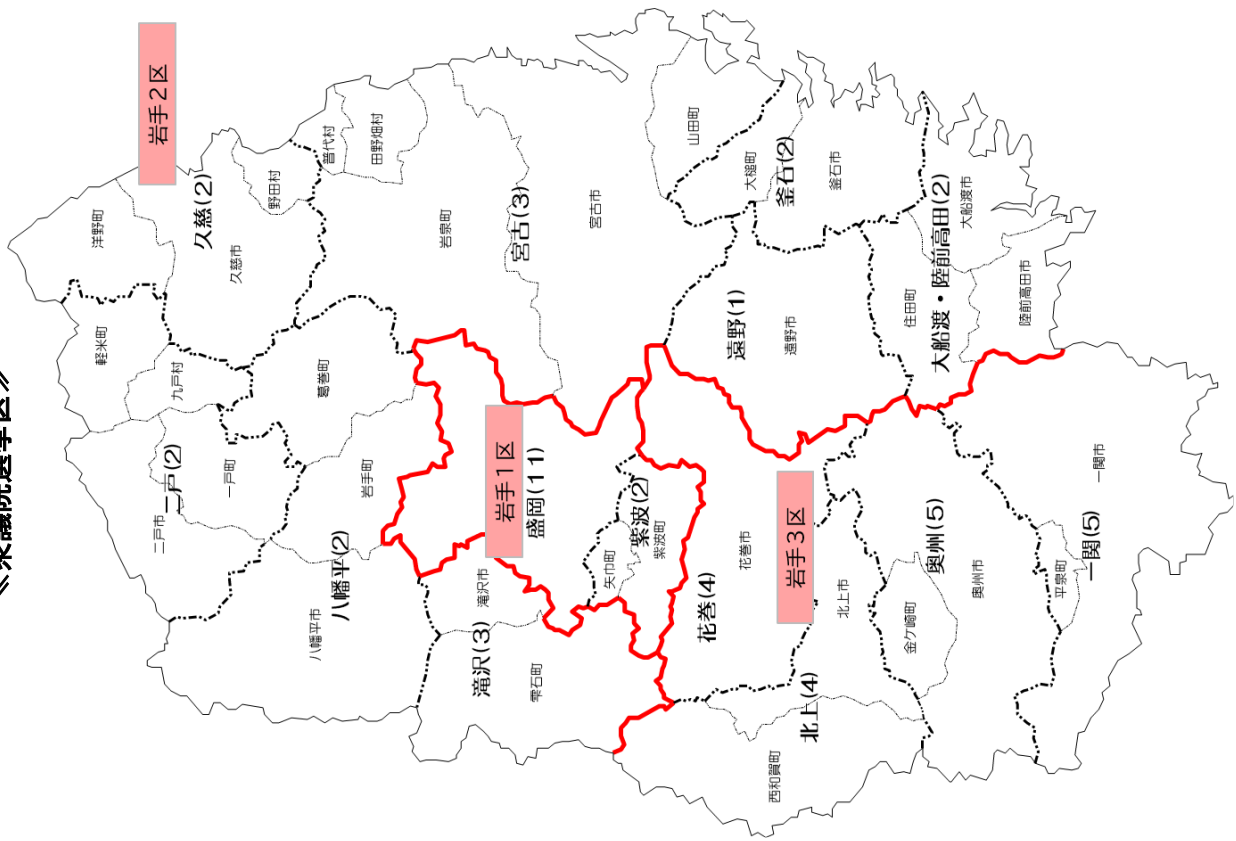 《衆議院選挙区》
岩手2区
洋野町
久慈(2)
久慈市
野田村
普代村
田野畑村
軽米町
九戸村
二戸市
二戸(2)
一戸町
葛巻町
岩手町
八幡平(2)
八幡平市
岩泉町
宮古(3)
宮古市
山田町
大槌町
釜石(2)
釜石市
岩手1区
盛岡(11)
滝沢市
滝沢(3)
雫石町
矢巾町
紫波(2)
紫波町
遠野(1)
遠野市
住田町
大船渡・陸前高田(2)
大船渡市
陸前高田市
岩手3区
花巻市
花巻(4)
北上市
北上(4)
西和賀町
金ケ崎町
奥州(5)
奥州市
平泉町
一関(5)
一関市